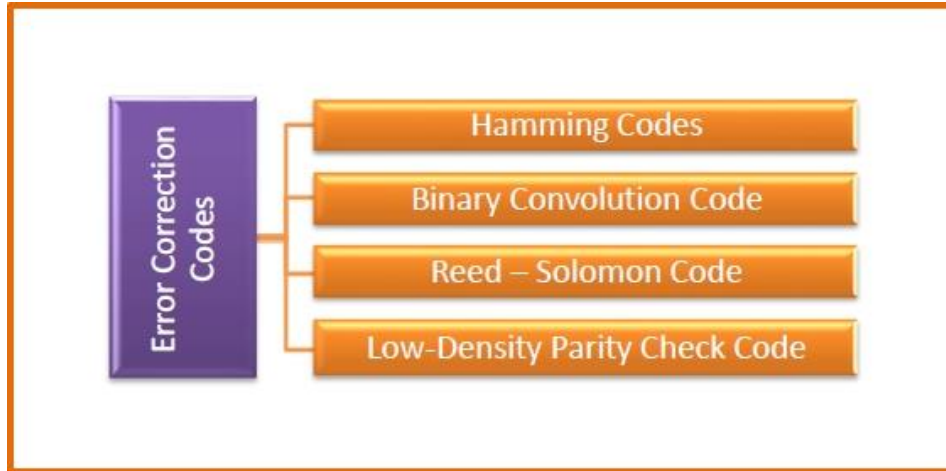 Error Correction
Codes
Hamming Codes
Binary Convolution Code
Reed – Solomon Code
Low-Density Parity Check Code